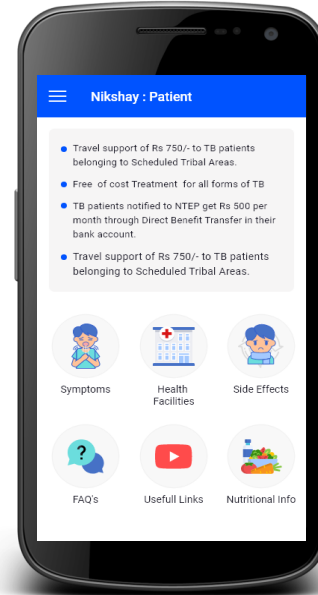 Nikshay : Patient
Travel support of Rs 750/- to TB patients
belonging to Scheduled Tribal Areas.
Free of cost Treatment for all forms of TB
TB patients notified to NTEP get Rs 500 per
month through Direct Benefit Transfer in their
bank account.
Travel support of Rs 750/- to TB patients
belonging to Scheduled Tribal Areas.
Symptoms
Health
Facilities
Side Effects
?
FAQ's
Usefull Links
Nutritional Info